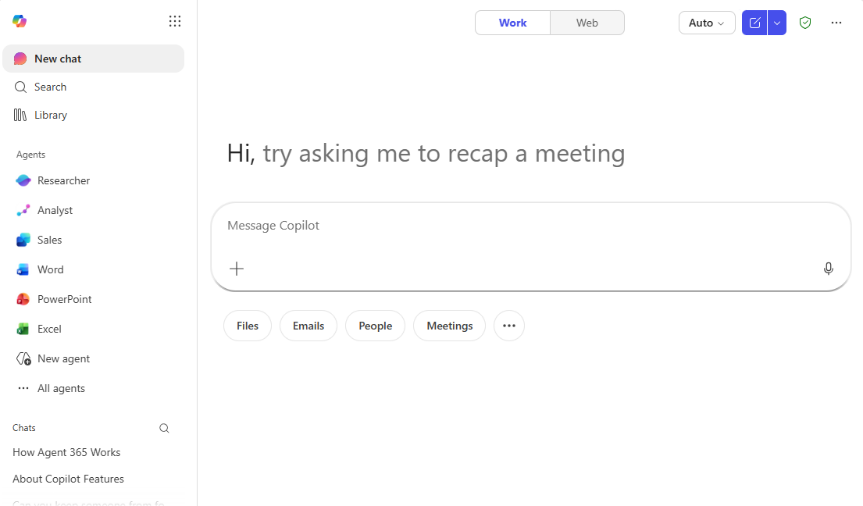 Work
Web
Auto
New chat
Search
Library
Agents
Researcher
Analyst
Sales
Word
PowerPoint
Excel
New agent
All agents
Chats
How Agent 365 Works
About Copilot Features
Hi, try asking me to recap a meeting
Message Copilot
Files
Emails
People
Meetings